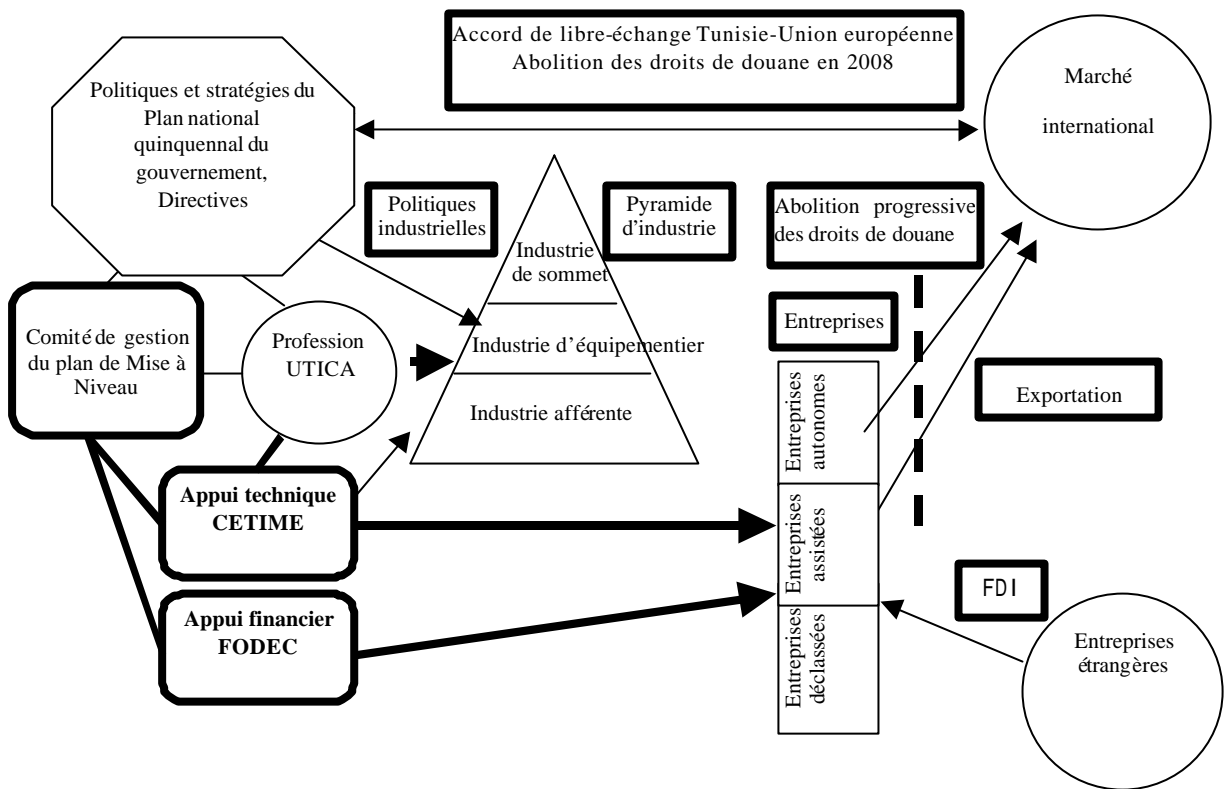 Accord de libre-échange Tunisie-Union européenne
Abolition des droits de douane en 2008
Politiques et stratégies du
Plan national
quinquennal du
gouvernement,
Directives
Marché
international
Politiques
industrielles
Pyramide
d'industrie
Abolition progressive
des droits de douane
Industrie
de sommet
Industrie d'équipementier
Industrie afférente
Entreprises
Comité de gestion
du plan de Mise à
Niveau
Profession
UTICA
Exportation
Entreprises
autonomes
Entreprises
assistées
Entreprises
déclassées
Appui technique
CETIME
Appui financier
FODEC
FDI
Entreprises
étrangères